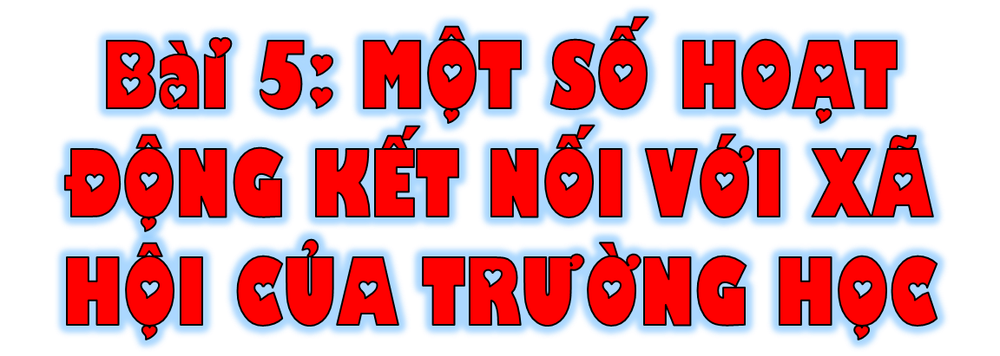 Bài 5: MỘT SỐ HOẠT
ĐỘNG KẾT NỐI VỚI XÃ
HỘI CỦA TRƯỜNG HỌC